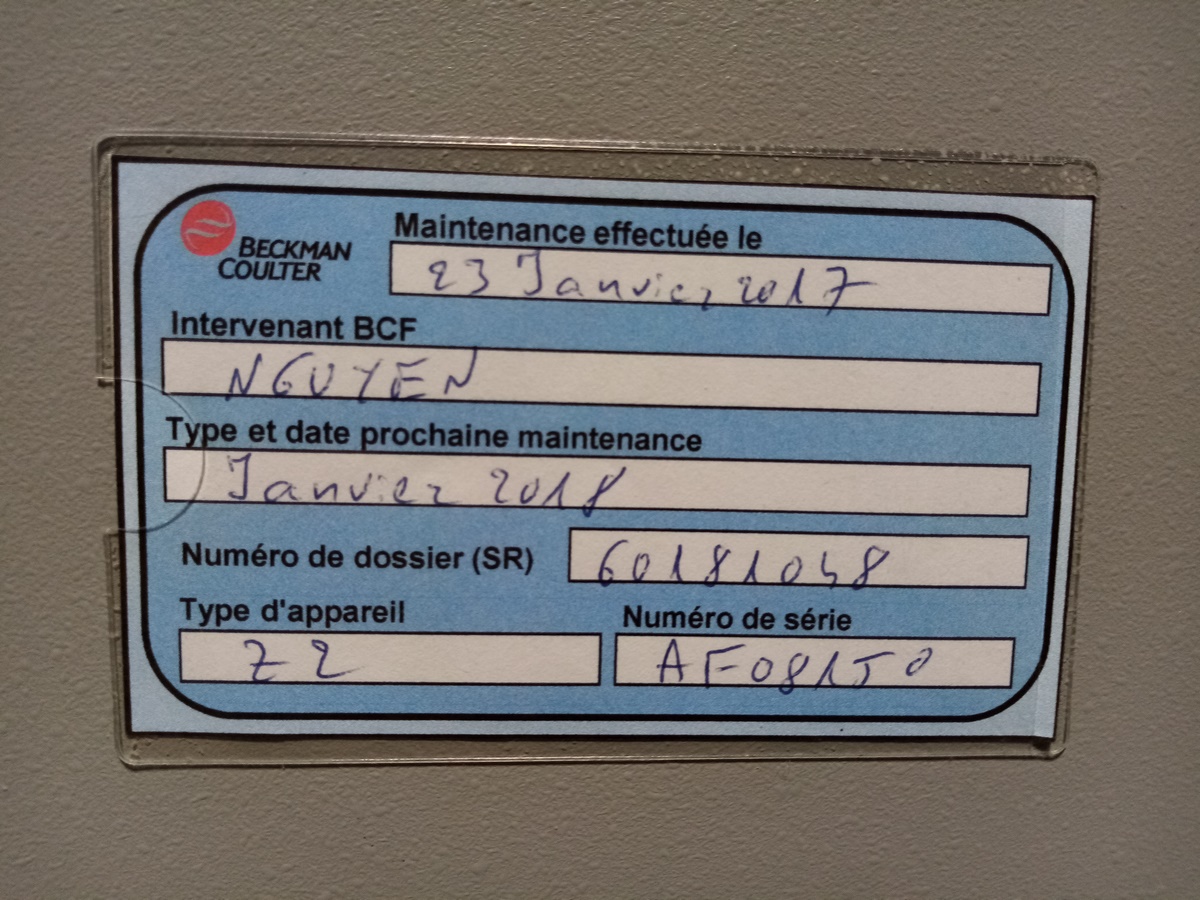 BECKMAN
COULTER
Maintenance effectuée le
23 Janvier 2017
Intervenant BCF
NGUYEN
Type et date prochaine maintenance
Janvier 2018
Numéro de dossier (SR)
60181048
Type d'appareil
Z2
Numéro de série
AF08150